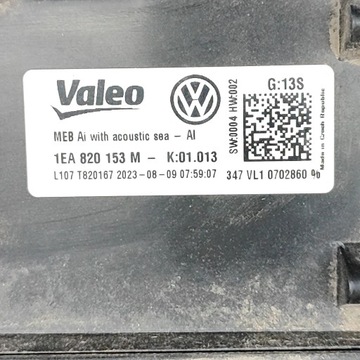 Valeo
MEB Ai with acoustic sea - AI
1EA 820 153 M - K:01.013
L107 T820167 2023-08-09 07:59:07
SW:0004 HW:002
G:13S
Made in Czech Republic
347 VL1 0702860 %